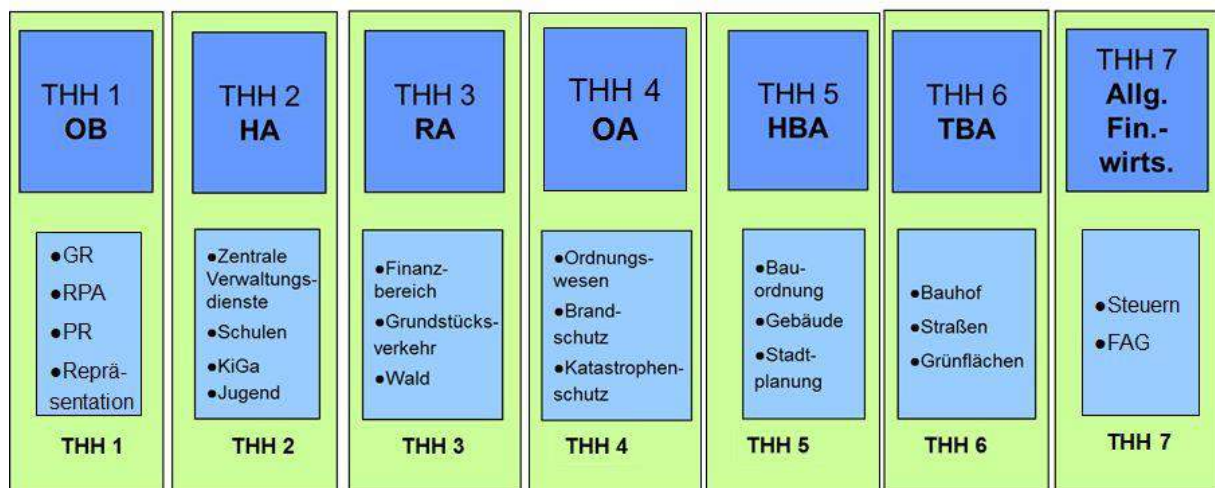 THH 1
OB
THH 2
HA
THH 3
RA
THH 4
OA
THH 5
HBA
THH 6
TBA
THH 7
Allg.
Fin.-
wirts.
●GR
●RPA
●PR
●Reprä-
sentation
●Zentrale
Verwaltungs-
dienste
●Schulen
●KiGa
●Jugend
●Finanz-
bereich
●Grundstücks-
verkehr
●Wald
●Ordnungs-
wesen
●Brand-
schutz
●Katastrophen-
schutz
●Bau-
ordnung
●Gebäude
●Stadt-
planung
●Bauhof
●Straßen
●Grünflächen
●Steuern
●FAG
THH 1
THH 2
THH 3
THH 4
THH 5
THH 6
THH 7